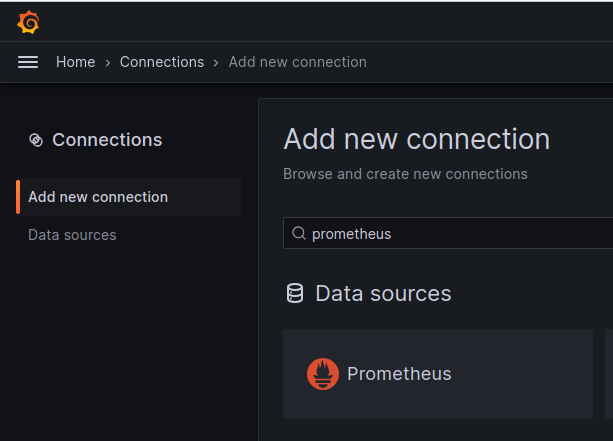 Home › Connections › Add new connection
Connections
Add new connection
Data sources
Add new connection
Browse and create new connections
prometheus
Data sources
Prometheus